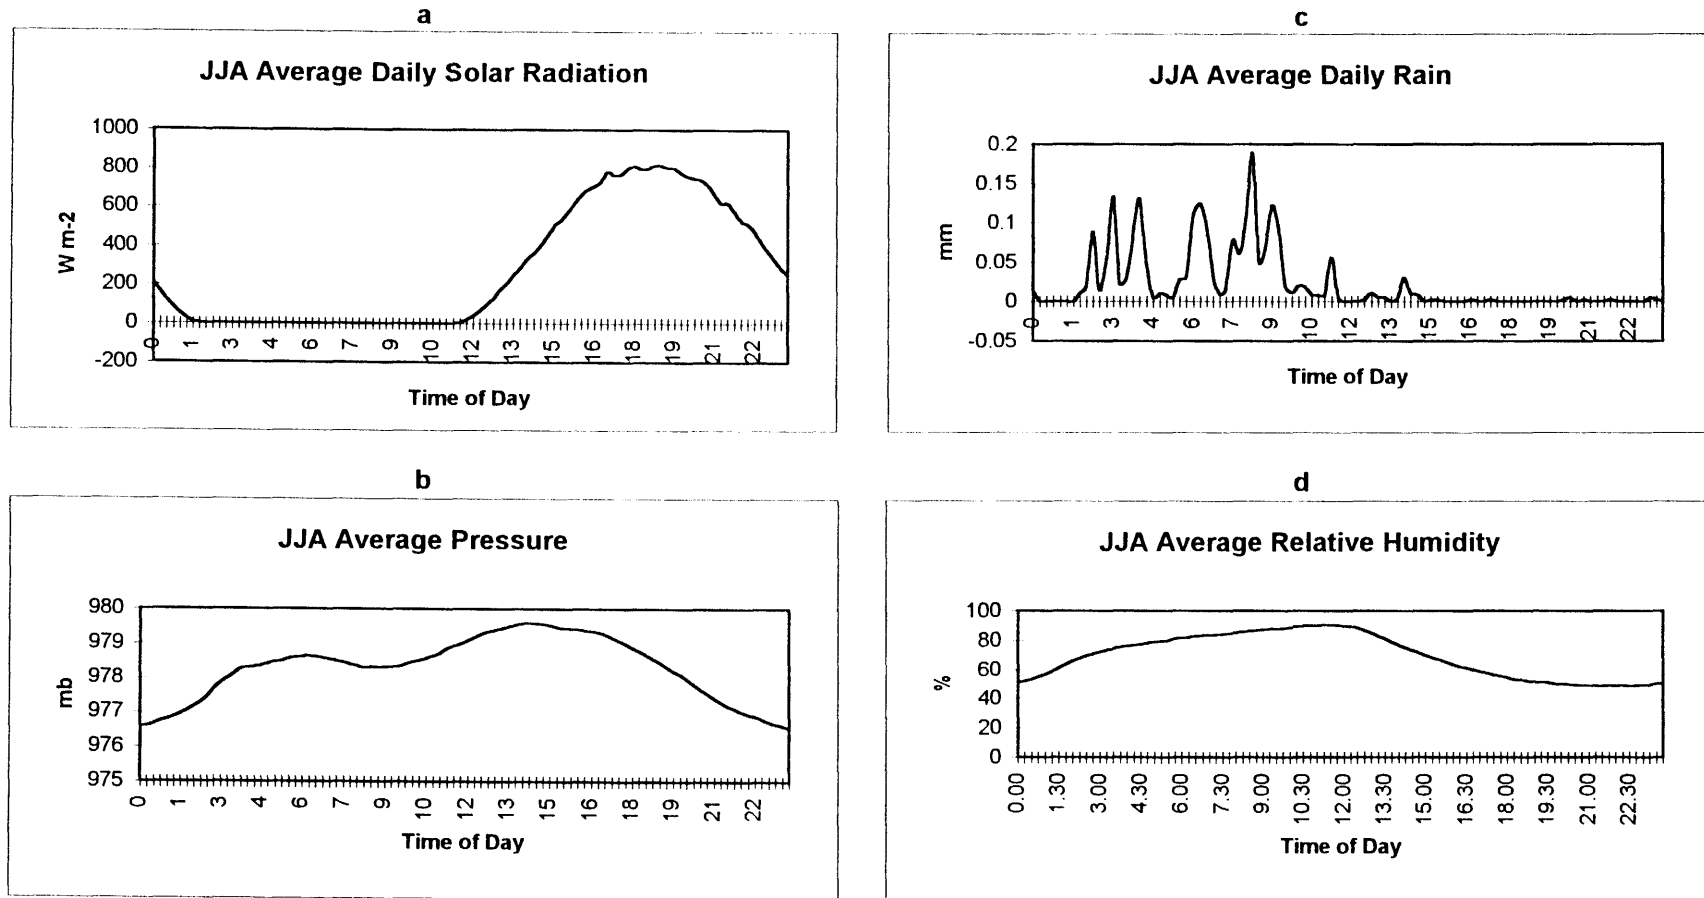 a
JJA Average Daily Solar Radiation
1000
800
600
400
200
0
-200
W m-2
0 1 3 4 6 7 9 10 12 13 15 16 18 19 21 22
Time of Day
b
JJA Average Pressure
980
979
978
977
976
975
mb
0 1 3 4 6 7 9 10 12 13 15 16 18 19 21 22
Time of Day
c
JJA Average Daily Rain
0.2
0.15
0.1
0.05
0
-0.05
mm
0 1 3 4 6 7 9 10 12 13 15 16 18 19 21 22
Time of Day
d
JJA Average Relative Humidity
100
80
60
40
20
0
%
0.00 1.30 3.00 4.30 6.00 7.30 9.00 10.30 12.00 13.30 15.00 16.30 18.00 19.30 21.00 22.30
Time of Day